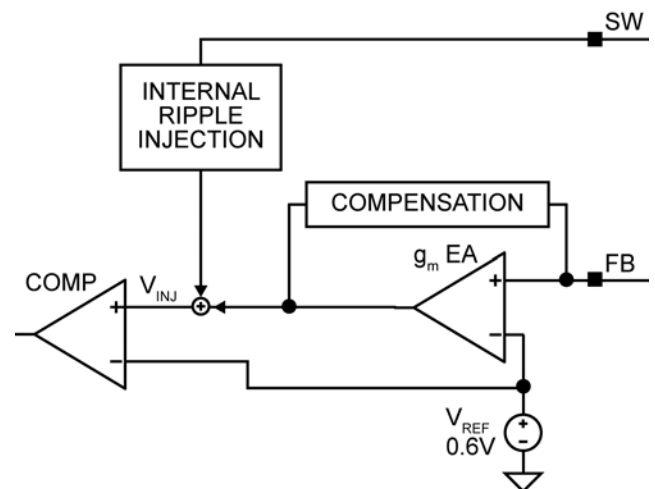 SW
INTERNAL
RIPPLE
INJECTION
COMPENSATION
gm EA
FB
COMP
VINJ
+
+
+
−
−
VREF
0.6V
+
−